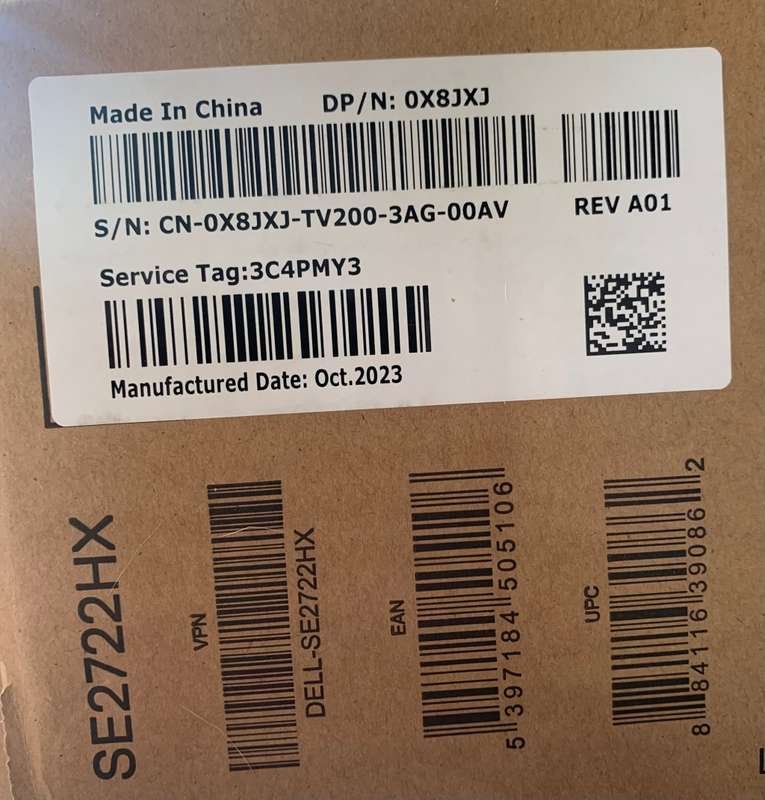 Made In China DP/N: 0X8JXJ
S/N: CN-0X8JXJ-TV200-3AG-00AV REV A01
Service Tag:3C4PMY3
Manufactured Date: Oct.2023
SE2722HX
VPN
DELL-SE2722HX
EAN
5 397184 505106
UPC
8 84116 39086 2